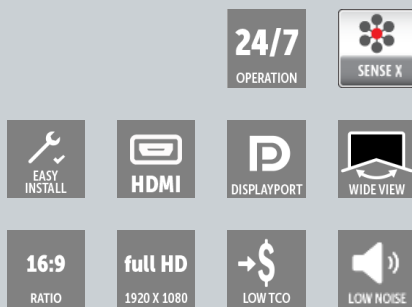 24/7
OPERATION
SENSE X
EASY
INSTALL
HDMI
DISPLAYPORT
WIDE VIEW
16:9
RATIO
full HD
1920 X 1080
$
LOW TCO
LOW NOISE